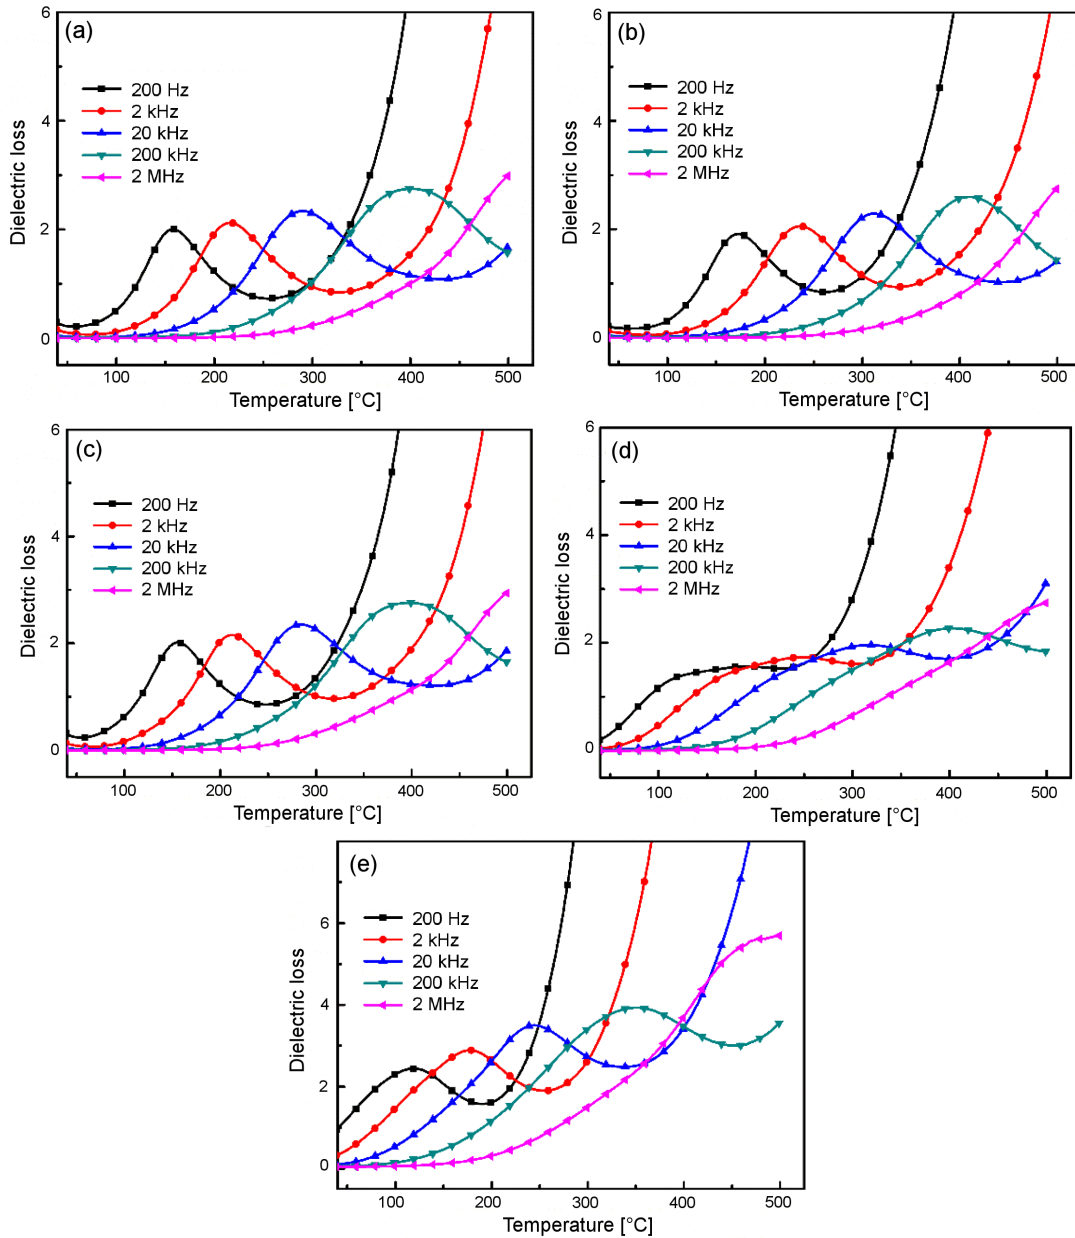 (a)
6
4
2
0
Dielectric loss
200 Hz
2 kHz
20 kHz
200 kHz
2 MHz
100 200 300 400 500
Temperature [°C]
(b)
6
4
2
0
Dielectric loss
200 Hz
2 kHz
20 kHz
200 kHz
2 MHz
100 200 300 400 500
Temperature [°C]
(c)
6
4
2
0
Dielectric loss
200 Hz
2 kHz
20 kHz
200 kHz
2 MHz
100 200 300 400 500
Temperature [°C]
(d)
6
4
2
0
Dielectric loss
200 Hz
2 kHz
20 kHz
200 kHz
2 MHz
100 200 300 400 500
Temperature [°C]
(e)
6
4
2
0
Dielectric loss
200 Hz
2 kHz
20 kHz
200 kHz
2 MHz
100 200 300 400 500
Temperature [°C]